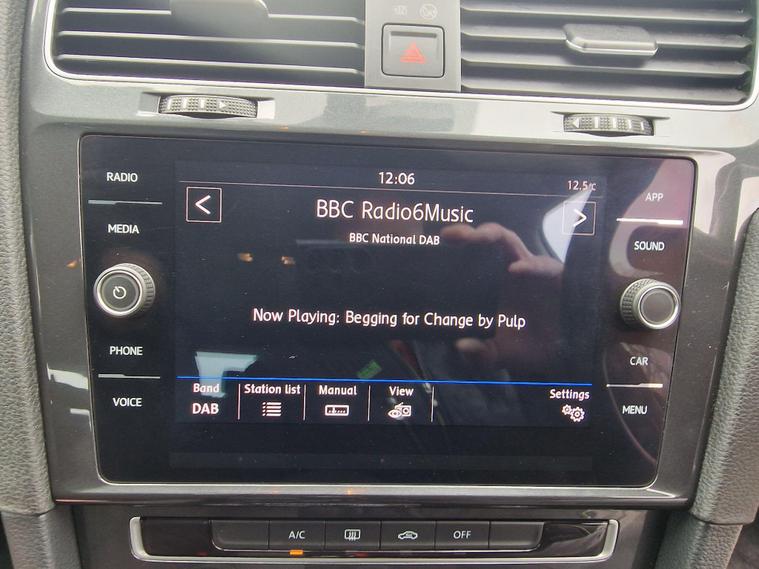 12:06
12.5°C
BBC Radio6Music
BBC National DAB
Now Playing: Begging for Change by Pulp
Band
DAB
Station list
Manual
View
Settings
RADIO
MEDIA
PHONE
VOICE
APP
SOUND
CAR
MENU
A/C
OFF